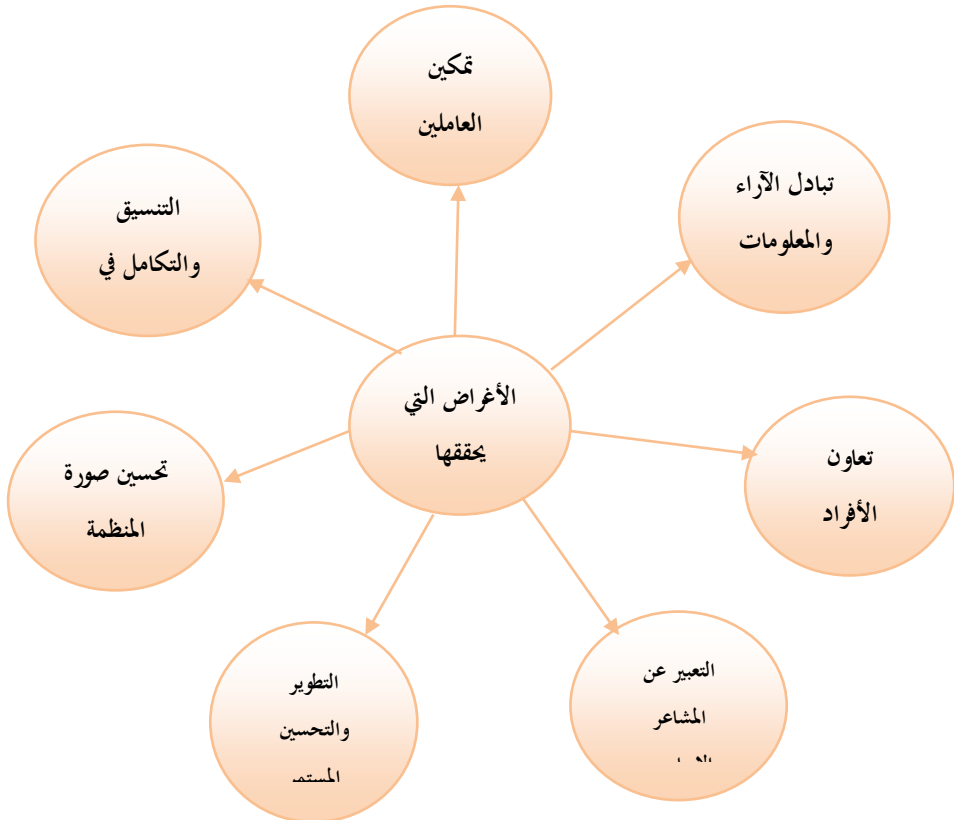 تمكين
العاملين
تبادل الآراء
والمعلومات
التنسيق
والتكامل في
الأغراض التي
يحققها
تعاون
الأفراد
تحسين صورة
المنظمة
التعبير عن
المشاعر
التطوير
والتحسين
المستمر